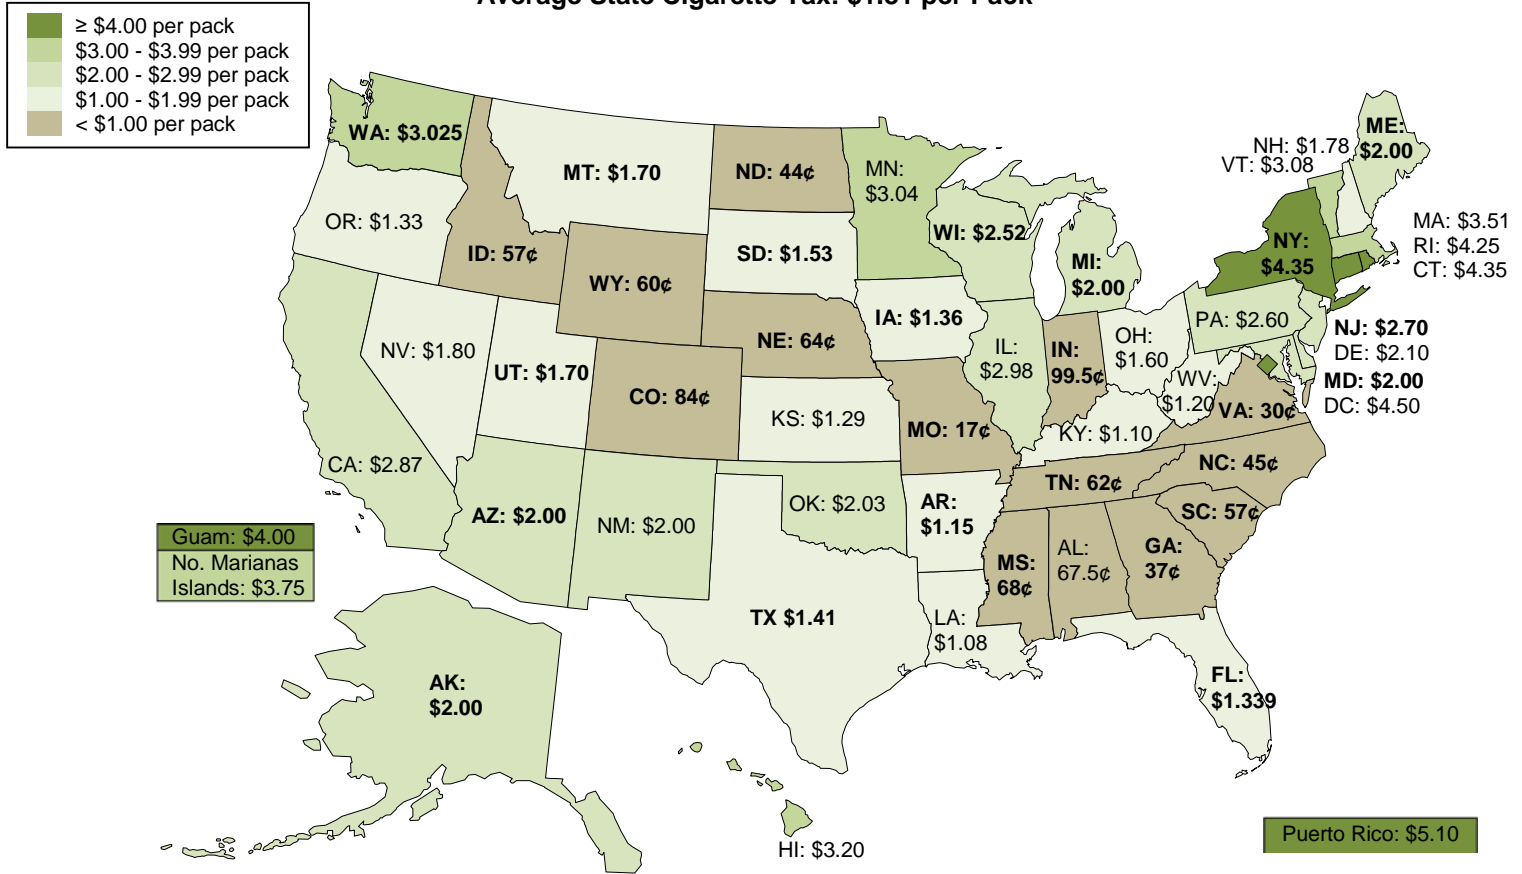 Average State Cigarette Tax: per Pack
≥ $4.00 per pack
$3.00 - $3.99 per pack
$2.00 - $2.99 per pack
$1.00 - $1.99 per pack
< $1.00 per pack
WA: $3.025
MT: $1.70
ND: 44¢
MN:
$3.04
NH: $1.78
VT: $3.08
ME:
$2.00
OR: $1.33
ID: 57¢
WY: 60¢
SD: $1.53
WI: $2.52
MI:
$2.00
NY:
$4.35
MA: $3.51
RI: $4.25
CT: $4.35
NV: $1.80
UT: $1.70
CO: 84¢
NE: 64¢
KS: $1.29
IA: $1.36
IL:
$2.98
IN:
99.5¢
OH:
$1.60
PA: $2.60
NJ: $2.70
DE: $2.10
MD: $2.00
DC: $4.50
WV:
$1.20
VA: 30¢
MO: 17¢
KY: $1.10
CA: $2.87
AZ: $2.00
NM: $2.00
OK: $2.03
AR:
$1.15
TN: 62¢
NC: 45¢
SC: 57¢
MS:
68¢
AL:
67.5¢
GA:
37¢
Guam: $4.00
No. Marianas
Islands: $3.75
TX $1.41
LA:
$1.08
FL:
$1.339
AK:
$2.00
HI: $3.20
Puerto Rico: $5.10